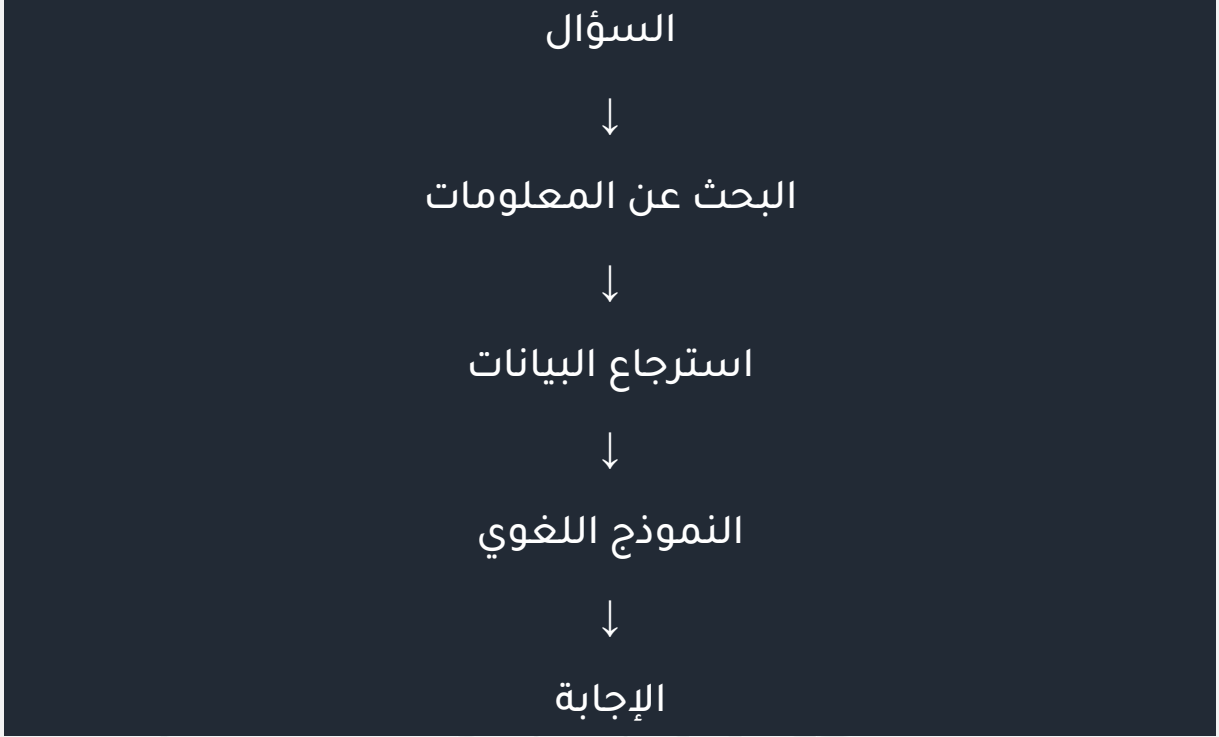 السؤال
↓
البحث عن المعلومات
↓
استرجاع البيانات
↓
النموذج اللغوي
↓
الإجابة